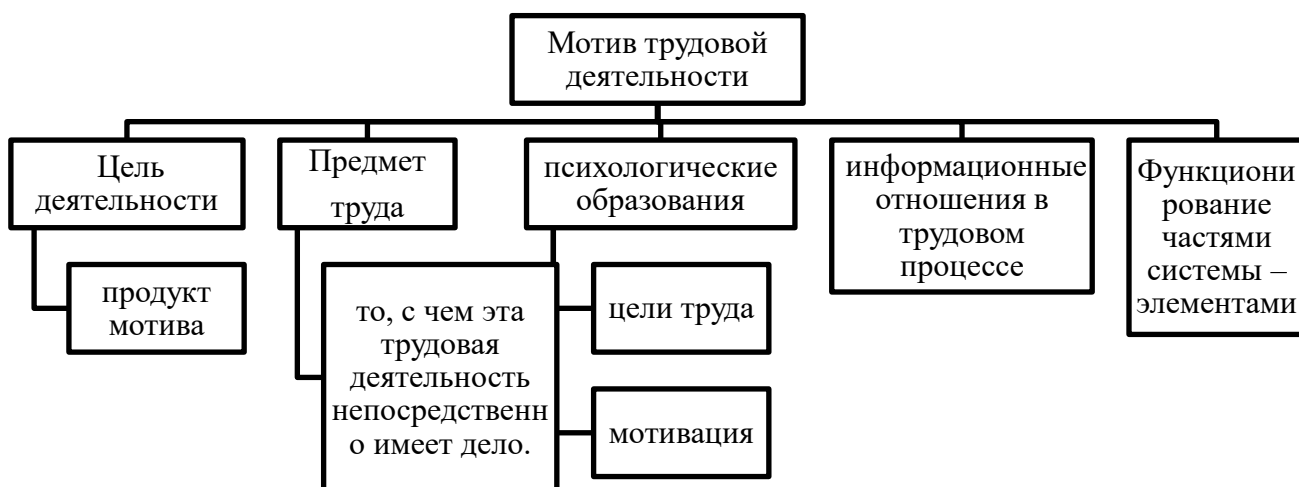 Мотив трудовой
деятельности
Цель
деятельности
продукт
мотива
Предмет
труда
то, с чем эта
трудовая
деятельность
непосредственн
о имеет дело.
психологические
образования
цели труда
мотивация
информационные
отношения в
трудовом
процессе
Функциони
рование
частями
системы –
элементами